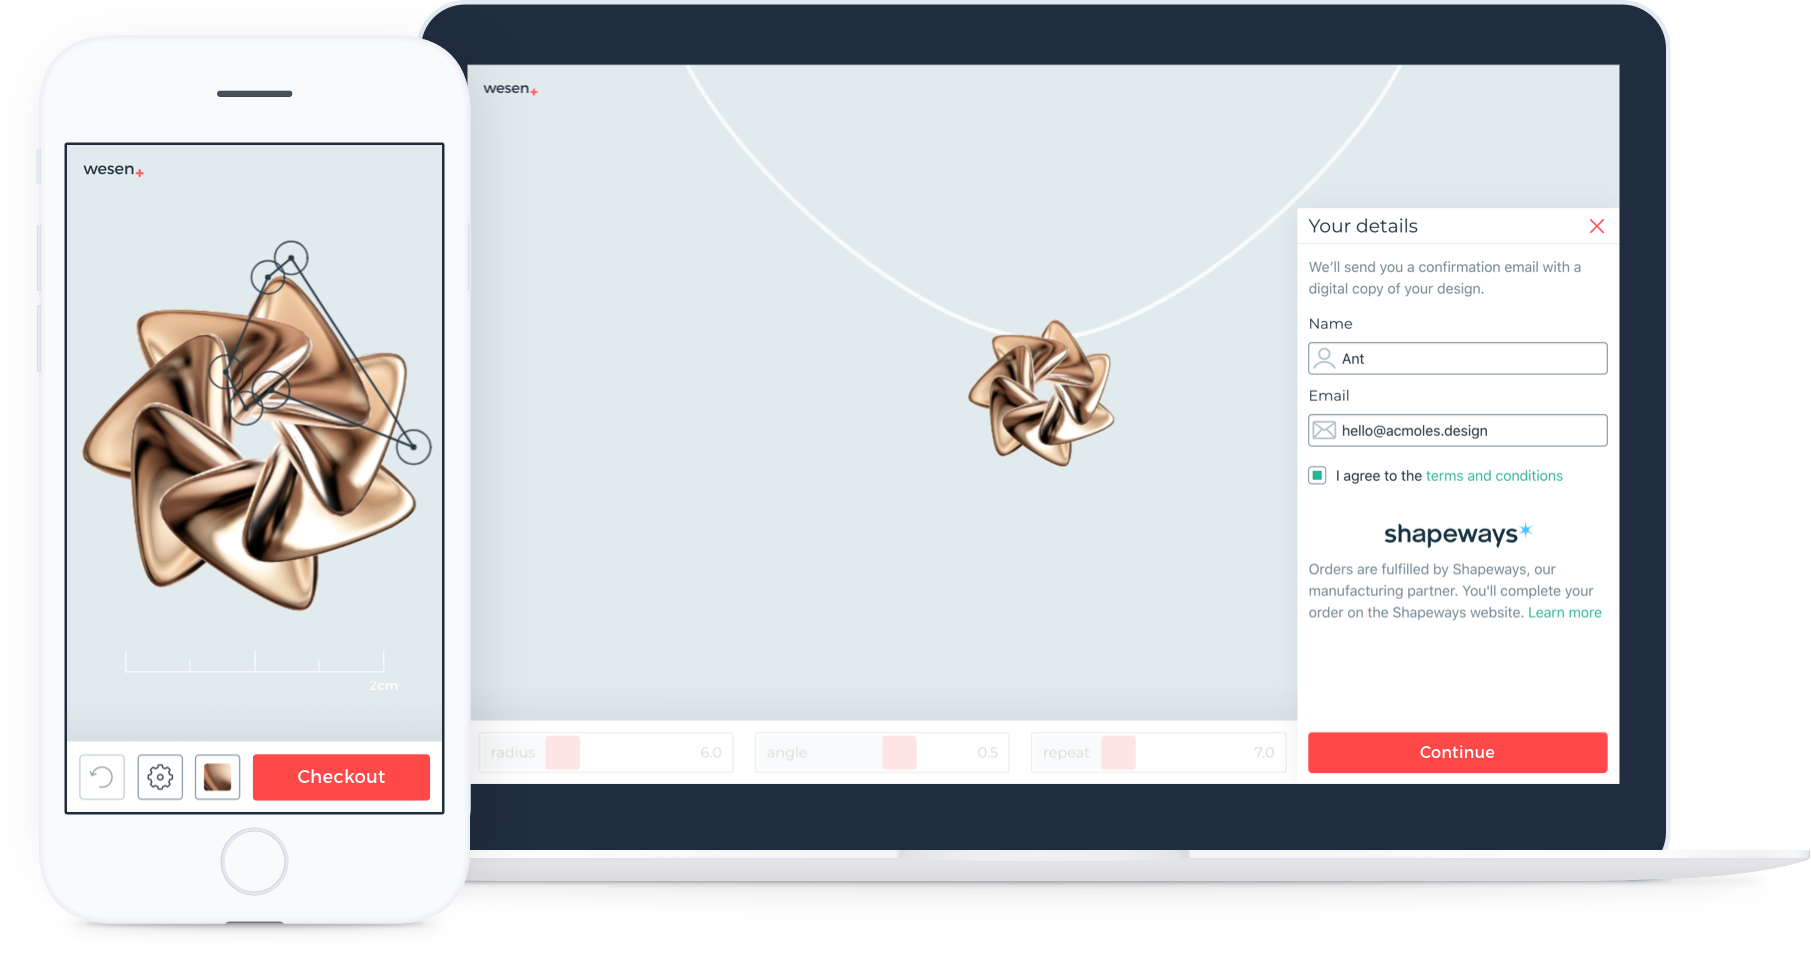 wesen+
2cm
Checkout
wesen+
Your details
We'll send you a confirmation email with a
digital copy of your design.
Name
Ant
Email
hello@acmoles.design
I agree to the terms and conditions
shapeways*
Orders are fulfilled by Shapeways, our
manufacturing partner. You'll complete your
order on the Shapeways website. Learn more
radius 6.0
angle 0.5
repeat 7.0
Continue